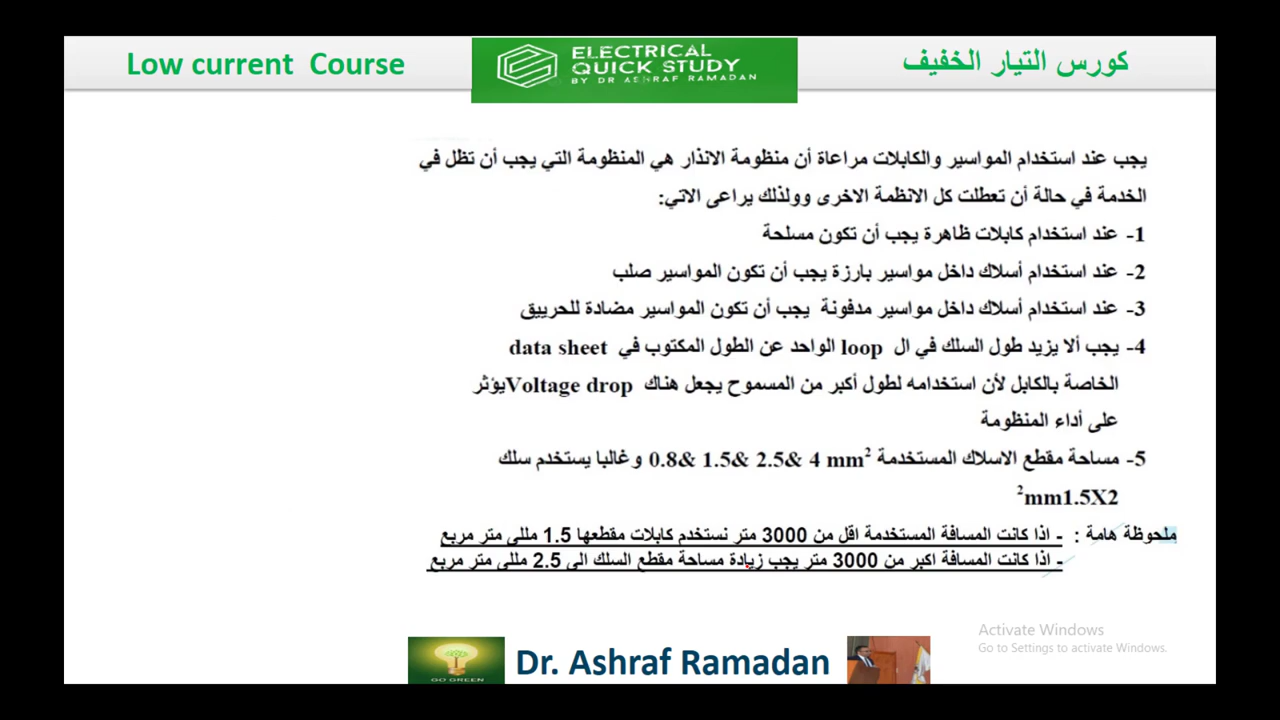 Low current Course
ELECTRICAL
QUICK STUDY
BY DR ASHRAF RAMADAN
كورس التيار الخفيف
يجب عند استخدام المواسير والكابلات مراعاة أن منظومة الانذار هي المنظومة التي يجب أن تظل في
الخدمة في حالة أن تعطلت كل الانظمة الاخرى وولذلك يراعى الاتي:
1- عند استخدام كابلات ظاهرة يجب أن تكون مسلحة
2- عند استخدام أسلاك داخل مواسير بارزة يجب أن تكون المواسير صلب
3- عند استخدام أسلاك داخل مواسير مدفونة يجب أن تكون المواسير مضادة للحرييق
4- يجب ألا يزيد طول السلك في ال loop الواحد عن الطول المكتوب في data sheet
الخاصة بالكابل لأن استخدامه لطول أكبر من المسموح يجعل هناك Voltage drop يؤثر
على أداء المنظومة
5- مساحة مقطع الاسلاك المستخدمة 0.8& 1.5& 2.5& 4 mm² وغالبا يستخدم سلك
²mm1.5X2
ملحوظة هامة : - اذا كانت المسافة المستخدمة اقل من 3000 متر نستخدم كابلات مقطعها 1.5 مللى متر مربع
- اذا كانت المسافة اكبر من 3000 متر يجب زيادة مساحة مقطع السلك الى 2.5 مللى متر مربع
Activate Windows
Go to Settings to activate Windows.
GO GREEN
Dr. Ashraf Ramadan